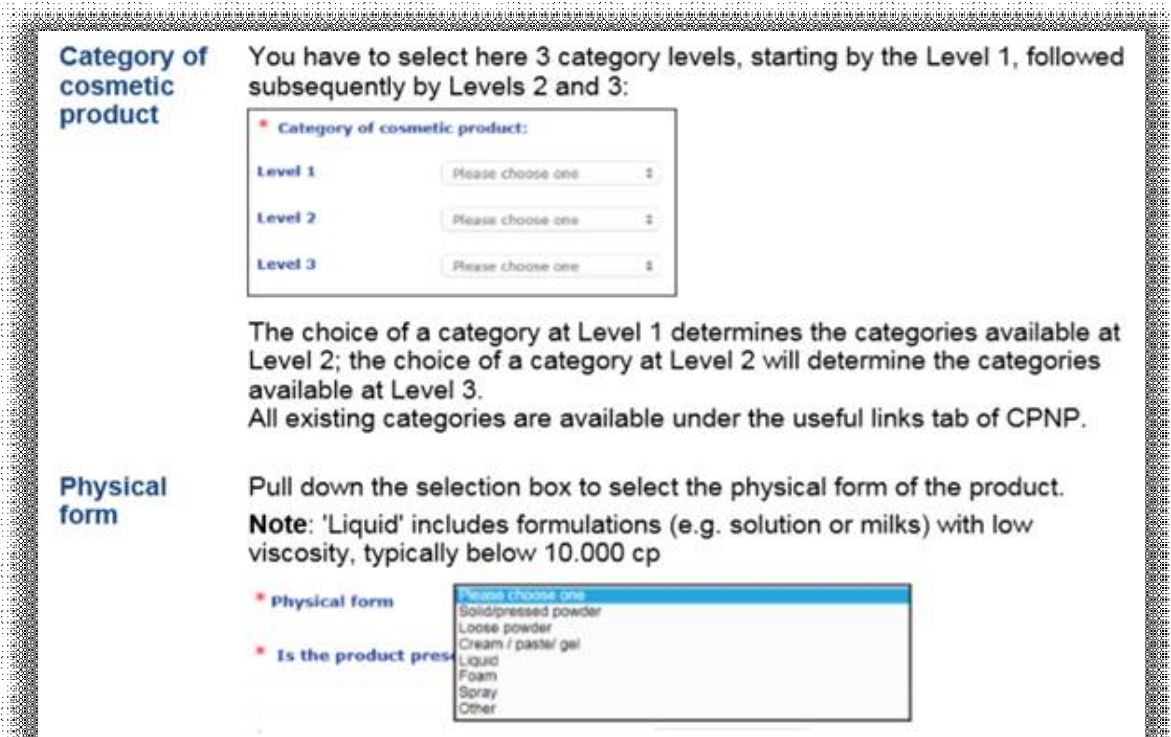 Category of
cosmetic
product
You have to select here 3 category levels, starting by the Level 1, followed
subsequently by Levels 2 and 3:
* Category of cosmetic product:
Level 1 Please choose one
Level 2 Please choose one
Level 3 Please choose one
The choice of a category at Level 1 determines the categories available at
Level 2; the choice of a category at Level 2 will determine the categories
available at Level 3.
All existing categories are available under the useful links tab of CPNP.
Physical
form
Pull down the selection box to select the physical form of the product.
Note: 'Liquid' includes formulations (e.g. solution or milks) with low
viscosity, typically below 10.000 cp
* Physical form
Please choose one
Solid/pressed powder
Loose powder
Cream / paste/ gel
Liquid
Foam
Spray
Other
* Is the product